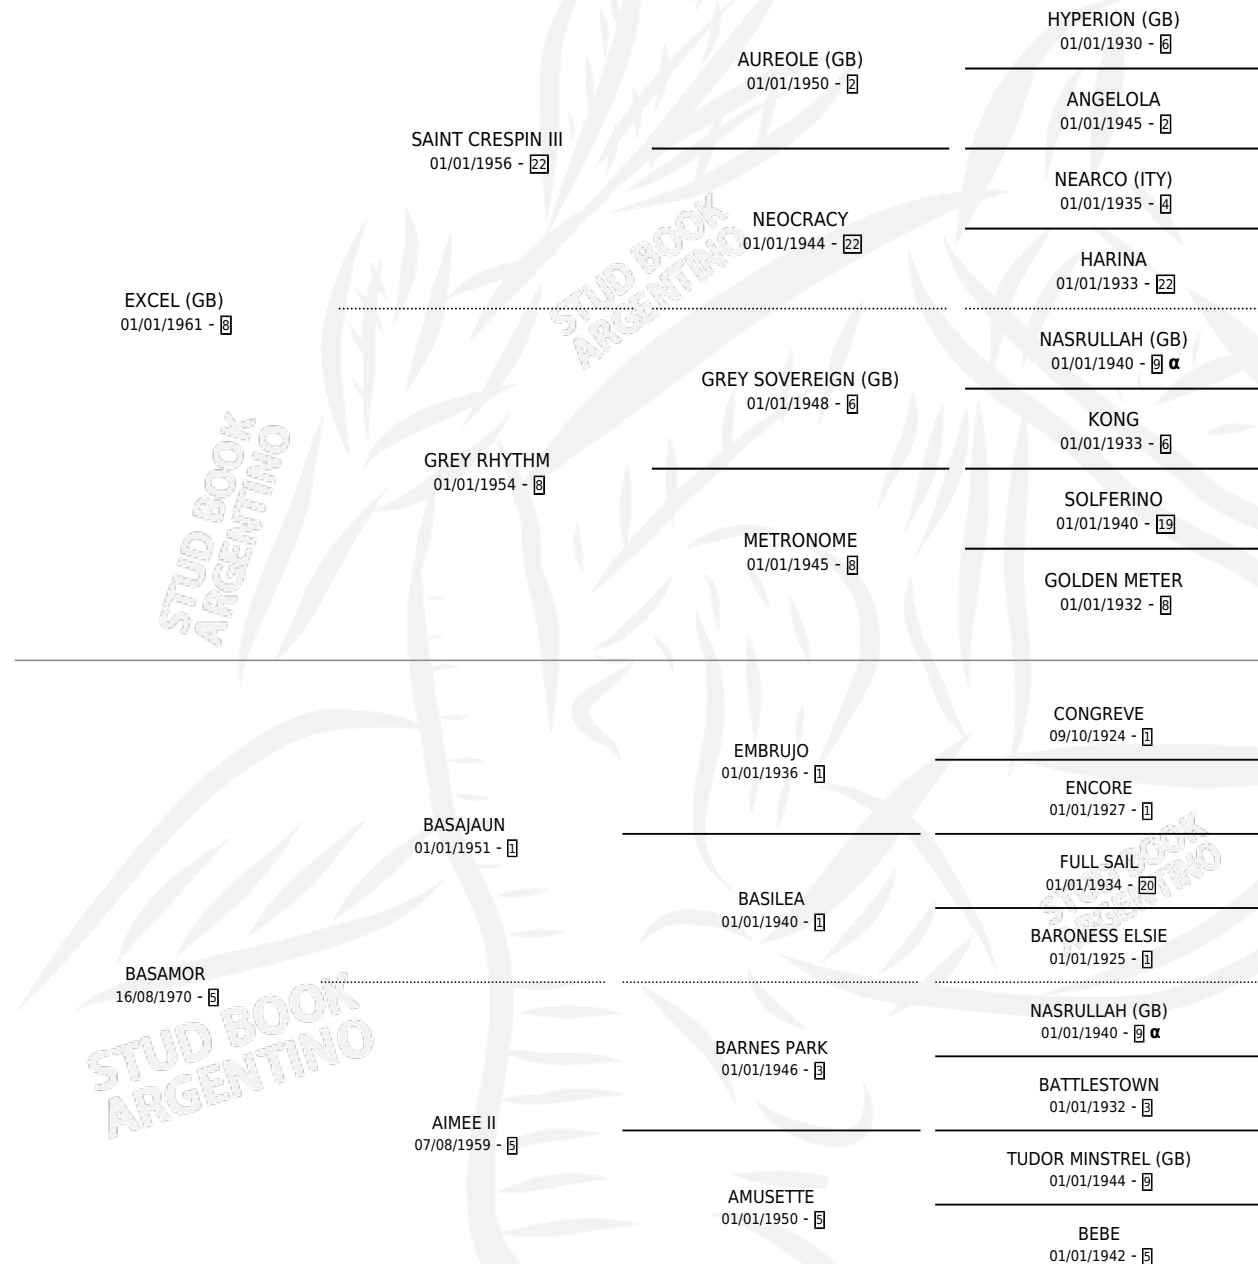 HYPERION (GB)
01/01/1930 - 6
AUREOLE (GB)
01/01/1950 - 2
ANGELOLA
01/01/1945 - 2
SAINT CRESPIN III
01/01/1956 - 22
NEARCO (ITY)
01/01/1935 - 4
NEOCRACY
01/01/1944 - 22
HARINA
01/01/1933 - 22
EXCEL (GB)
01/01/1961 - 8
NASRULLAH (GB)
01/01/1940 - 9 α
GREY SOVEREIGN (GB)
01/01/1948 - 6
KONG
01/01/1933 - 6
GREY RHYTHM
01/01/1954 - 8
SOLFERINO
01/01/1940 - 19
METRONOME
01/01/1945 - 8
GOLDEN METER
01/01/1932 - 8
CONGREVE
09/10/1924 - 1
EMBRUJO
01/01/1936 - 1
ENCORE
01/01/1927 - 1
BASAJAUN
01/01/1951 - 1
FULL SAIL
01/01/1934 - 20
BASILEA
01/01/1940 - 1
BARONESS ELSIE
01/01/1925 - 1
BASAMOR
16/08/1970 - 5
NASRULLAH (GB)
01/01/1940 - 9 α
BARNES PARK
01/01/1946 - 3
BATTLESTOWN
01/01/1932 - 3
AIMEE II
07/08/1959 - 5
TUDOR MINSTREL (GB)
01/01/1944 - 9
AMUSETTE
01/01/1950 - 5
BEBE
01/01/1942 - 5
STUD BOOK
ARGENTINO
STUD BOOK
ARGENTINO
STUD BOOK
ARGENTINO
STUD BOOK
ARGENTINO